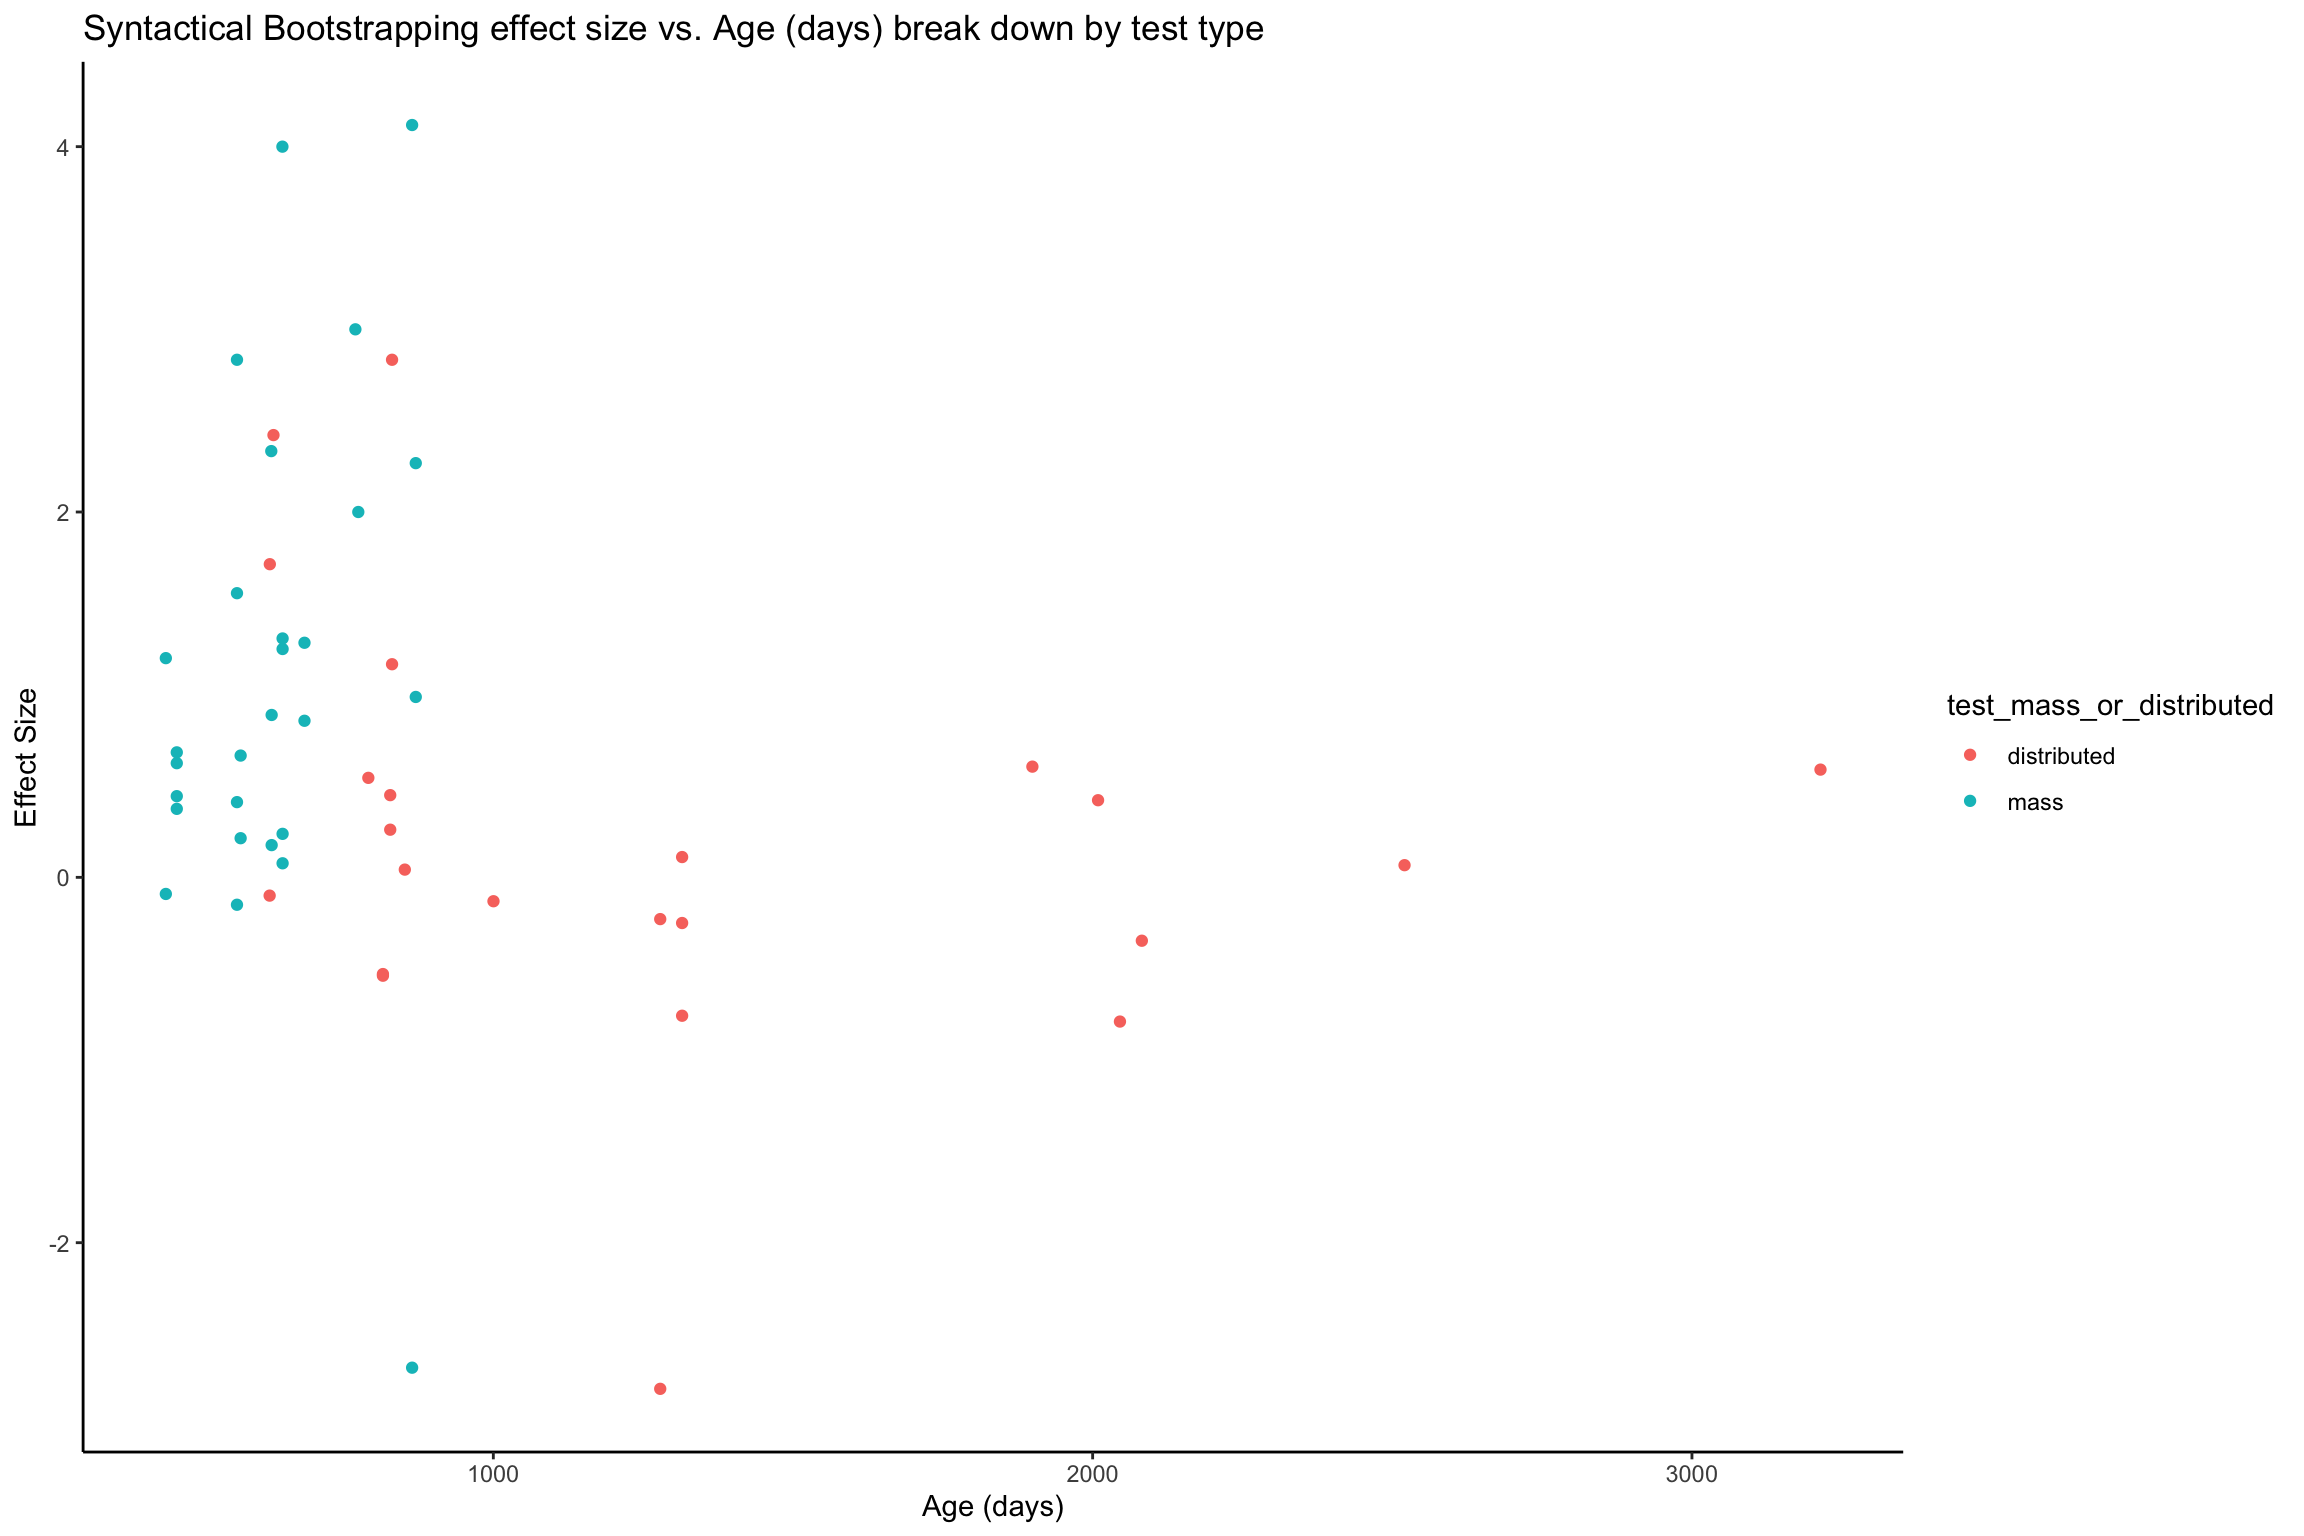 Syntactical Bootstrapping effect size vs. Age (days) break down by test type
4
2
0
-2
Effect Size
1000
2000
3000
Age (days)
test_mass_or_distributed
distributed
mass